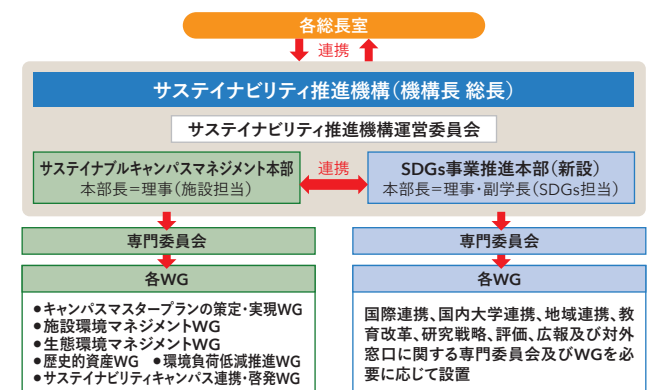 各総長室
連携
サステイナビリティ推進機構（機構長 総長）
サステイナビリティ推進機構運営委員会
サステイナブルキャンパスマネジメント本部
本部長＝理事（施設担当）
連携
SDGs事業推進本部（新設）
本部長＝理事・副学長（SDGs担当）
専門委員会
各WG
●キャンパスマスタープランの策定・実現WG
●施設環境マネジメントWG
●生態環境マネジメントWG
●歴史的資産WG ●環境負荷低減推進WG
●サステイナビリティキャンパス連携・啓発WG
専門委員会
各WG
国際連携、国内大学連携、地域連携、教
育改革、研究戦略、評価、広報及び対外
窓口に関する専門委員会及びWGを必
要に応じて設置